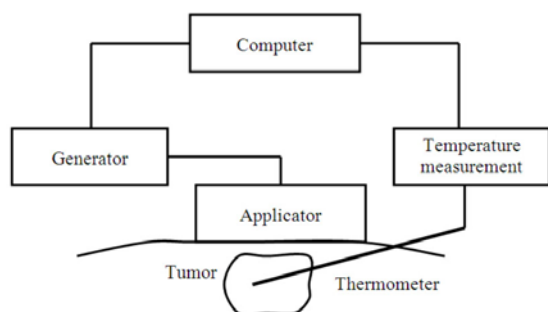 Computer
Generator
Temperature
measurement
Applicator
Tumor
Thermometer